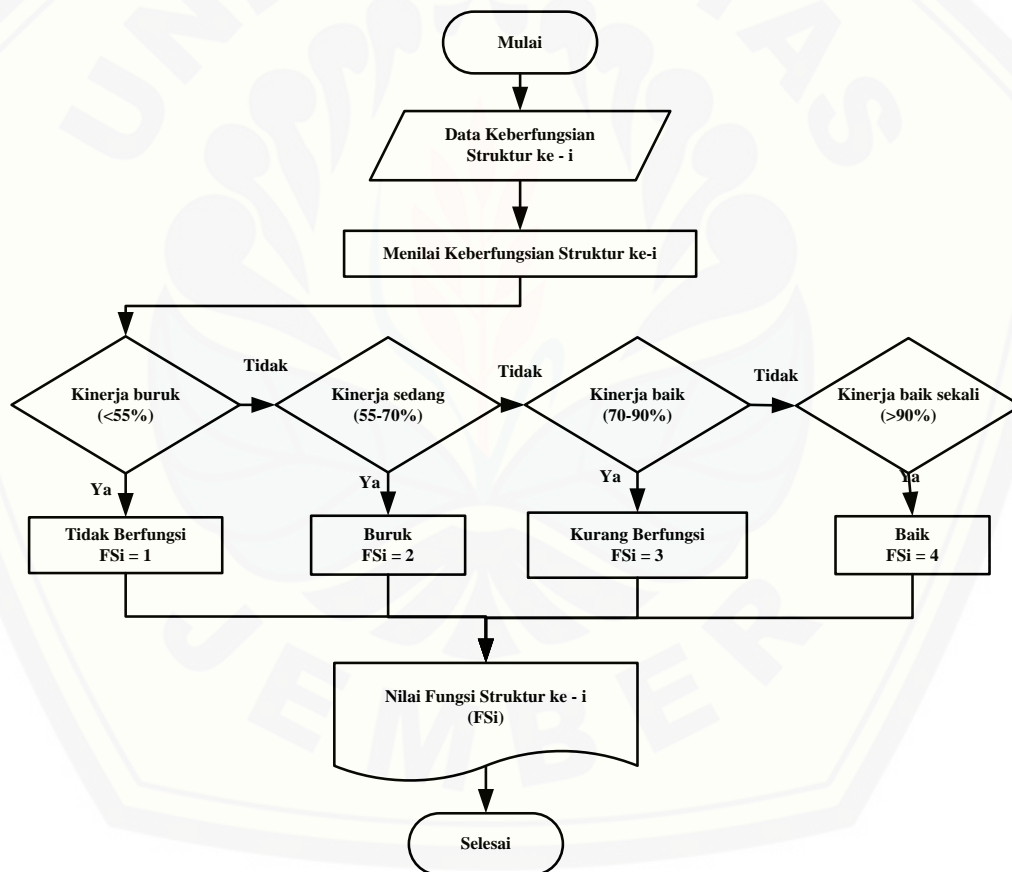 UNIVERSITAS
Mulai
Data Keberfungsian
Struktur ke - i
Menilai Keberfungsian Struktur ke-i
Tidak
Tidak
Tidak
Kinerja buruk
(<55%)
Kinerja sedang
(55-70%)
Kinerja baik
(70-90%)
Kinerja baik sekali
(>90%)
Ya
Ya
Ya
Ya
Tidak Berfungsi
FSi = 1
Buruk
FSi = 2
Kurang Berfungsi
FSi = 3
Baik
FSi = 4
Nilai Fungsi Struktur ke - i
(FSi)
Selesai
JEMBER